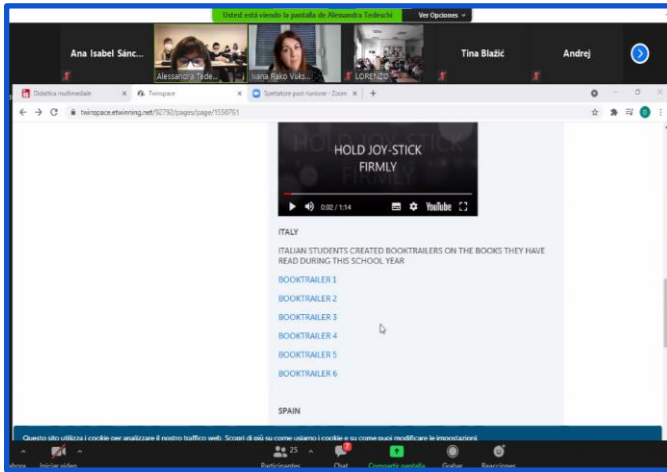 Usted está viendo la pantalla de Alessandra Tedeschi
Ver Opciones
Ana Isabel Sánc...
Alessandra Tede...
Ivana Rako Vuks...
LORENZO
Tina Blažić
Andrej
Didattica multimediale
Twinspace
Spettatore post riunione - Zoom
twinspace.etwinning.net/92792/pages/page/1550761
HOLD JOY-STICK
FIRMLY
0:02 / 1:14
YouTube
ITALY
ITALIAN STUDENTS CREATED BOOKTRAILERS ON THE BOOKS THEY HAVE
READ DURING THIS SCHOOL YEAR
BOOKTRAILER 1
BOOKTRAILER 2
BOOKTRAILER 3
BOOKTRAILER 4
BOOKTRAILER 5
BOOKTRAILER 6
SPAIN
Questo sito utilizza i cookie per analizzare il nostro traffico web. Scopri di più su come usiamo i cookie e su come puoi modificare le impostazioni.
25
Iniciar video
Participantes
Chat
Compartir pantalla
Grabar
Reacciones